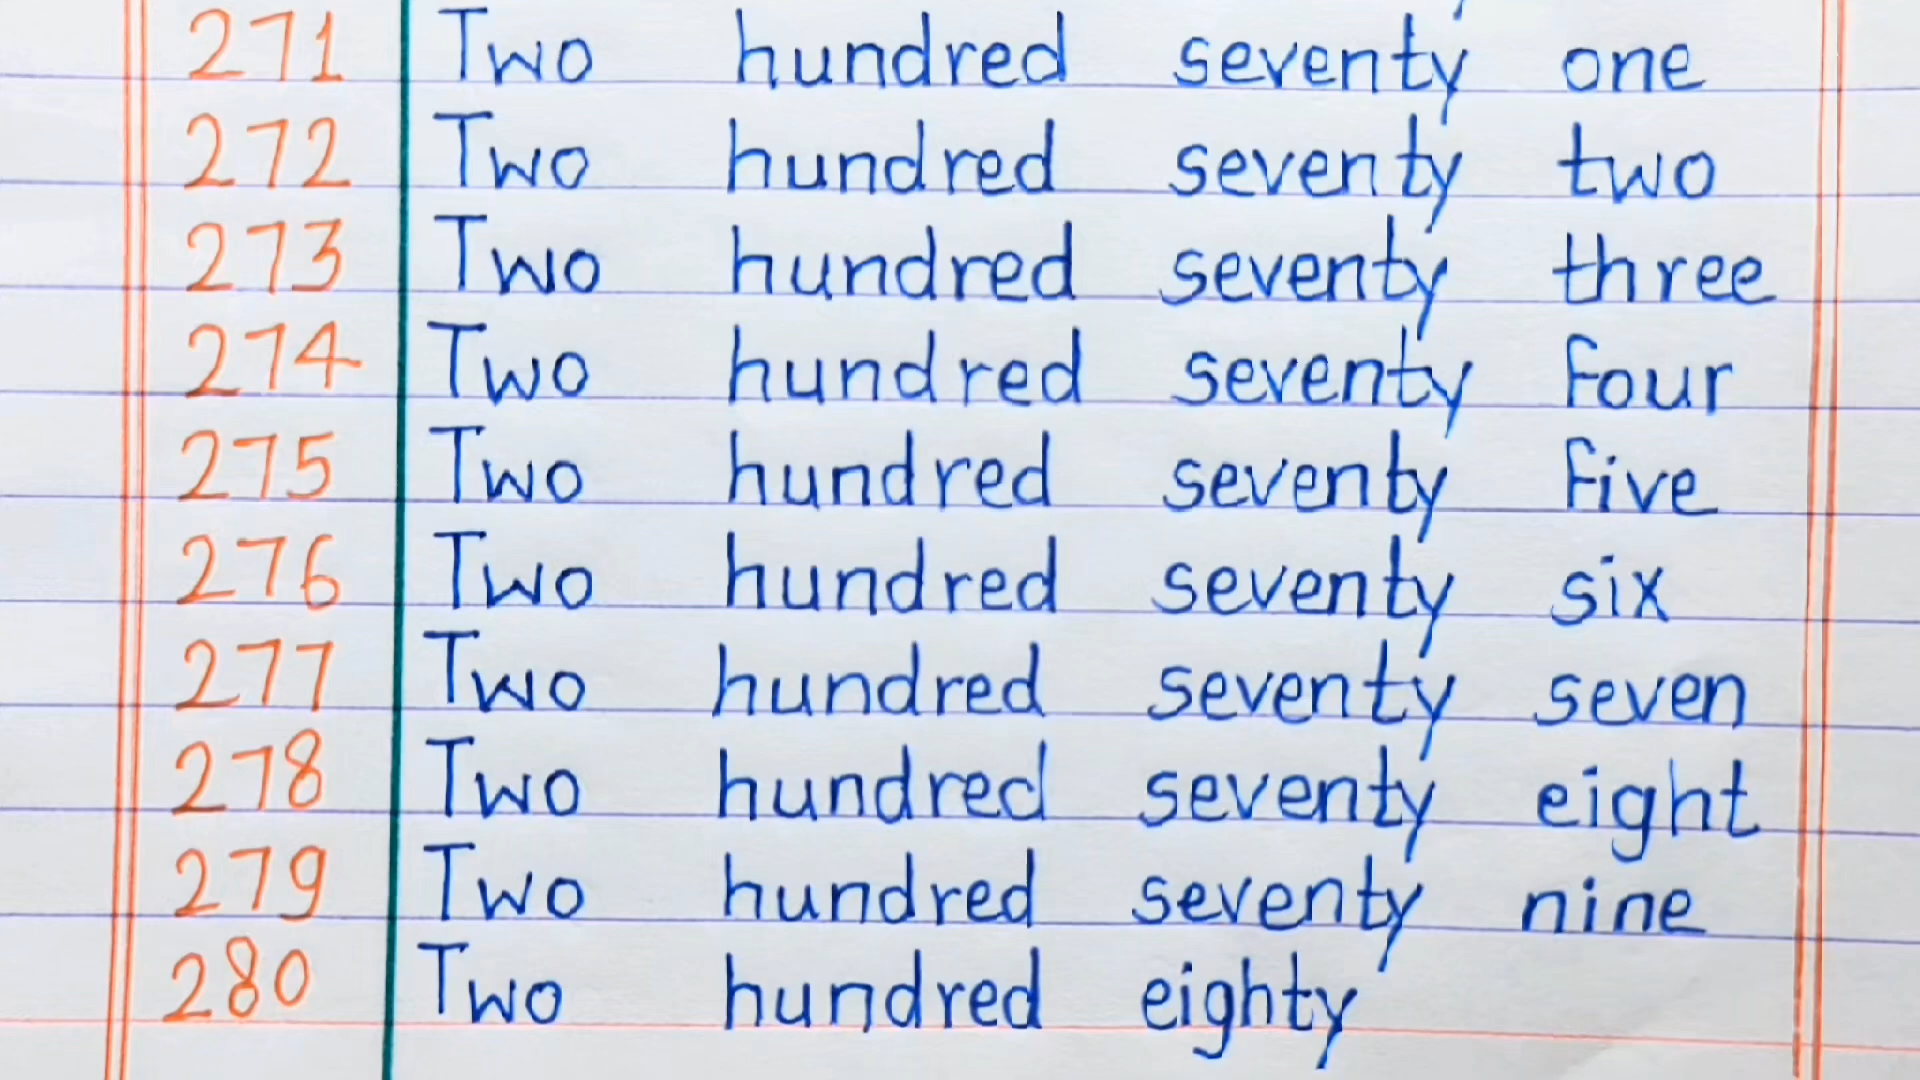 271 Two hundred seventy one
272 Two hundred seventy two
273 Two hundred seventy three
274 Two hundred seventy four
275 Two hundred seventy five
276 Two hundred seventy six
277 Two hundred seventy seven
278 Two hundred seventy eight
279 Two hundred seventy nine
280 Two hundred eighty